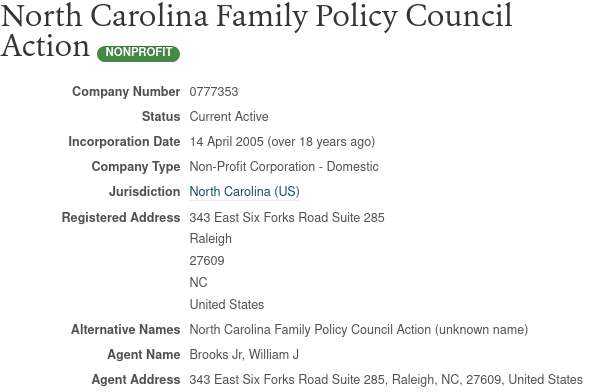 North Carolina Family Policy Council
Action NONPROFIT
Company Number 0777353
Status Current Active
Incorporation Date 14 April 2005 (over 18 years ago)
Company Type Non-Profit Corporation - Domestic
Jurisdiction North Carolina (US)
Registered Address 343 East Six Forks Road Suite 285
Raleigh
27609
NC
United States
Alternative Names North Carolina Family Policy Council Action (unknown name)
Agent Name Brooks Jr, William J
Agent Address 343 East Six Forks Road Suite 285, Raleigh, NC, 27609, United States